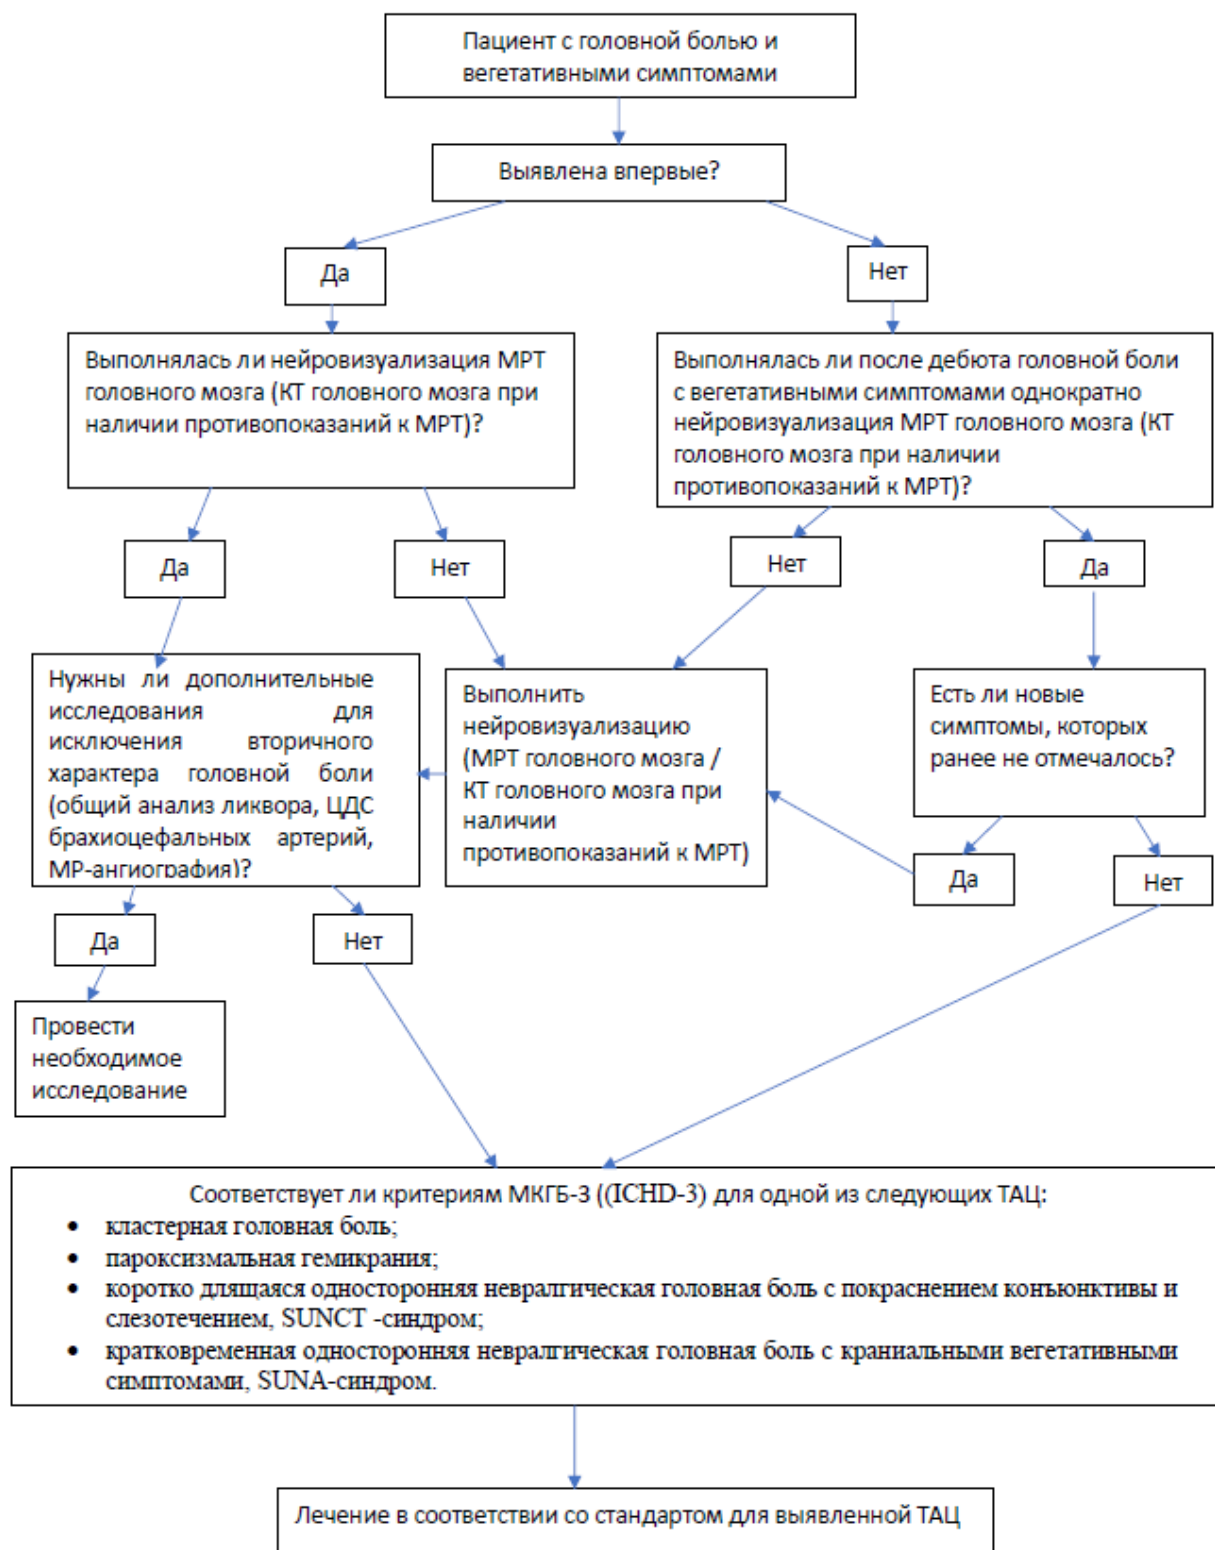 Пациент с головной болью и
вегетативными симптомами
Выявлена впервые?
Да
Нет
Выполнялась ли нейровизуализация МРТ
головного мозга (КТ головного мозга при
наличии противопоказаний к МРТ)?
Выполнялась ли после дебюта головной боли
с вегетативными симптомами однократно
нейровизуализация МРТ головного мозга (КТ
головного мозга при наличии
противопоказаний к МРТ)?
Да
Нет
Нет
Да
Нужны ли дополнительные
исследования для
исключения вторичного
характера головной боли
(общий анализ ликвора, ЦДС
брахиоцефальных артерий,
МР-ангиография)?
Выполнить
нейровизуализацию
(МРТ головного мозга /
КТ головного мозга при
наличии
противопоказаний к МРТ)
Есть ли новые
симптомы, которых
ранее не отмечалось?
Да
Нет
Да
Нет
Провести
необходимое
исследование
Соответствует ли критериям МКГБ-3 ((ICHD-3) для одной из следующих ТАЦ:
• кластерная головная боль;
• пароксизмальная гемикрания;
• коротко длящаяся односторонняя невралгическая головная боль с покраснением конъюнктивы и
слезотечением, SUNCT -синдром;
• кратковременная односторонняя невралгическая головная боль с краниальными вегетативными
симптомами, SUNA-синдром.
Лечение в соответствии со стандартом для выявленной ТАЦ